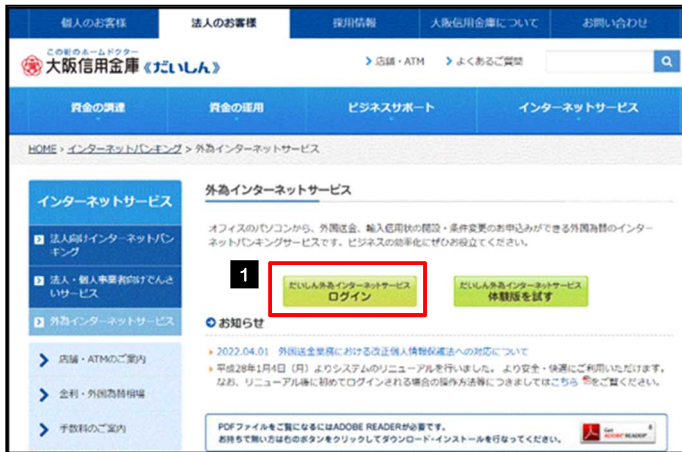 個人のお客様 法人のお客様 採用情報 大阪信用金庫について お問い合わせ
この街のホームドクター
大阪信用金庫《だいしん》
店舗・ATM よくあるご質問
資金の調達 資金の運用 ビジネスサポート インターネットサービス
HOME › インターネットバンキング > 外為インターネットサービス
インターネットサービス
法人向けインターネットバンキング
法人・個人事業者向けでんさいサービス
外為インターネットサービス
店舗・ATMのご案内
金利・外国為替相場
手数料のご案内
外為インターネットサービス
オフィスのパソコンから、外国送金、輸入信用状の開設・条件変更のお申込みができる外国為替のインター
ネットバンキングサービスです。ビジネスの効率化にぜひお役立てください。
1
だいしん外為インターネットサービス
ログイン
だいしん外為インターネットサービス
体験版を試す
お知らせ
2022.04.01 外国送金業務における改正個人情報保護法への対応について
平成28年1月4日（月）よりシステムのリニューアルを行いました。より安全・快適にご利用いただけます。
なお、リニューアル後に初めてログインされる場合の操作方法等につきましてはこちら をご覧ください。
PDFファイルをご覧になるにはADOBE READERが必要です。
お持ちで無い方は右のボタンをクリックしてダウンロード・インストールを行なってください。
Get
ADOBE® READER®